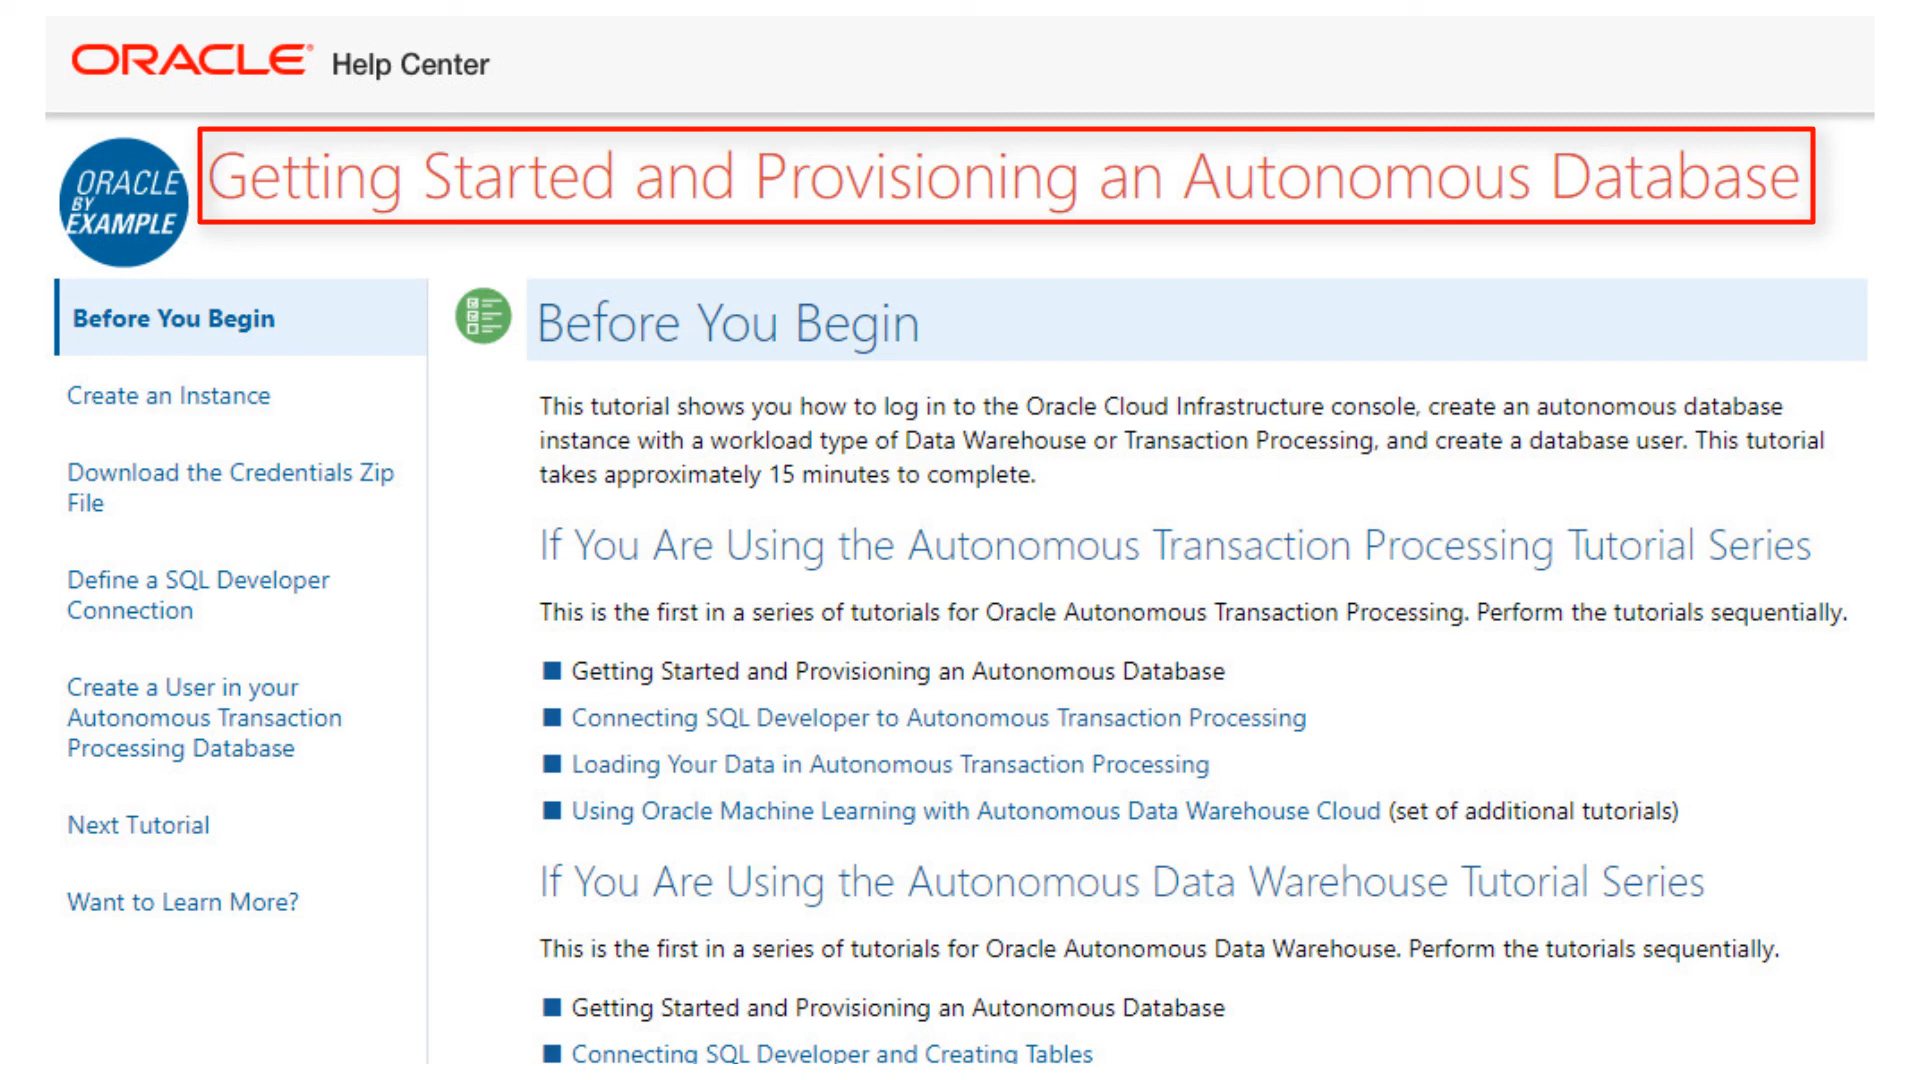 ORACLE Help Center
ORACLE
BY
EXAMPLE
Getting Started and Provisioning an Autonomous Database
Before You Begin
Create an Instance
Download the Credentials Zip
File
Define a SQL Developer
Connection
Create a User in your
Autonomous Transaction
Processing Database
Next Tutorial
Want to Learn More?
Before You Begin
This tutorial shows you how to log in to the Oracle Cloud Infrastructure console, create an autonomous database
instance with a workload type of Data Warehouse or Transaction Processing, and create a database user. This tutorial
takes approximately 15 minutes to complete.
If You Are Using the Autonomous Transaction Processing Tutorial Series
This is the first in a series of tutorials for Oracle Autonomous Transaction Processing. Perform the tutorials sequentially.
Getting Started and Provisioning an Autonomous Database
Connecting SQL Developer to Autonomous Transaction Processing
Loading Your Data in Autonomous Transaction Processing
Using Oracle Machine Learning with Autonomous Data Warehouse Cloud (set of additional tutorials)
If You Are Using the Autonomous Data Warehouse Tutorial Series
This is the first in a series of tutorials for Oracle Autonomous Data Warehouse. Perform the tutorials sequentially.
Getting Started and Provisioning an Autonomous Database
Connecting SQL Developer and Creating Tables